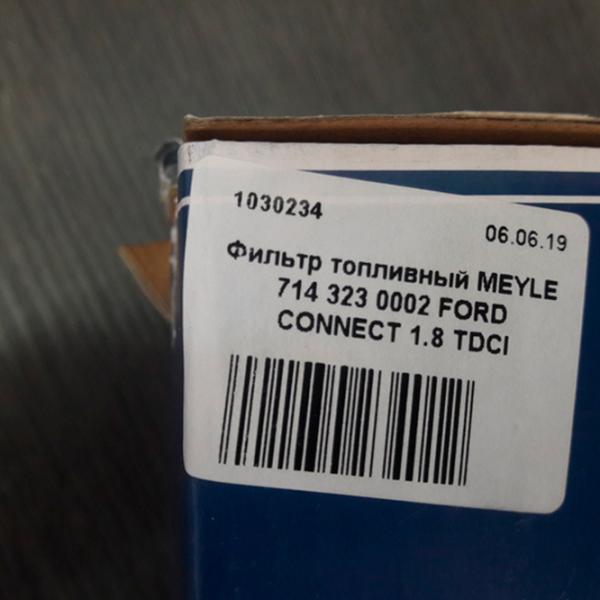 1030234
06.06.19
Фильтр топливный MEYLE
714 323 0002 FORD
CONNECT 1.8 TDCI